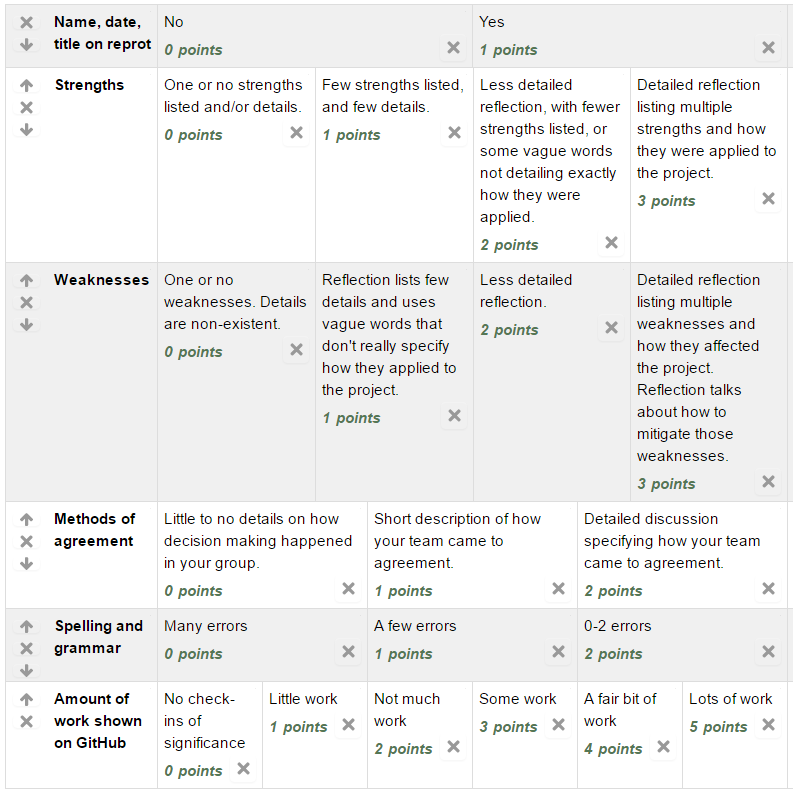 Name, date,
title on reprot
No
0 points
Yes
1 points
Strengths
One or no strengths
listed and/or details.
0 points
Few strengths listed,
and few details.
1 points
Less detailed
reflection, with fewer
strengths listed, or
some vague words
not detailing exactly
how they were
applied.
2 points
Detailed reflection
listing multiple
strengths and how
they were applied to
the project.
3 points
Weaknesses
One or no
weaknesses. Details
are non-existent.
0 points
Reflection lists few
details and uses
vague words that
don't really specify
how they applied to
the project.
1 points
Less detailed
reflection.
2 points
Detailed reflection
listing multiple
weaknesses and
how they affected
the project.
Reflection talks
about how to
mitigate those
weaknesses.
3 points
Methods of
agreement
Little to no details on how
decision making happened
in your group.
0 points
Short description of how
your team came to
agreement.
1 points
Detailed discussion
specifying how your team
came to agreement.
2 points
Spelling and
grammar
Many errors
0 points
A few errors
1 points
0-2 errors
2 points
Amount of
work shown
on GitHub
No check-
ins of
significance
0 points
Little work
1 points
Not much
work
2 points
Some work
3 points
A fair bit of
work
4 points
Lots of work
5 points